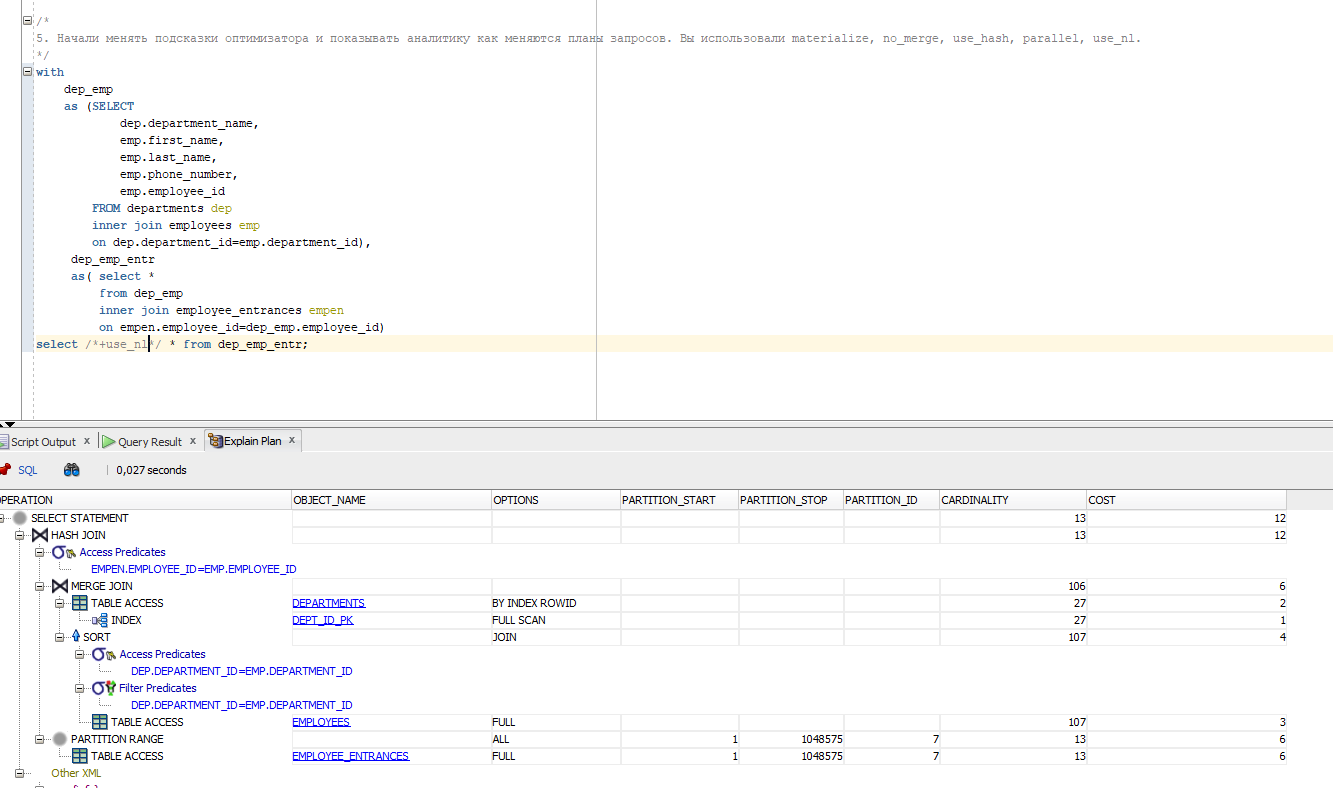 /*
5. Начали менять подсказки оптимизатора и показывать аналитику как меняются планы запросов. Вы использовали materialize, no_merge, use_hash, parallel, use_nl.
*/
with
dep_emp
as (SELECT
dep.department_name,
emp.first_name,
emp.last_name,
emp.phone_number,
emp.employee_id
FROM departments dep
inner join employees emp
on dep.department_id=emp.department_id),
dep_emp_entr
as( select *
from dep_emp
inner join employee_entrances empen
on empen.employee_id=dep_emp.employee_id)
select /*+use_nl*/ * from dep_emp_entr;
Script Output x Query Result x Explain Plan x
SQL 0,027 seconds
PERATION OBJECT_NAME OPTIONS PARTITION_START PARTITION_STOP PARTITION_ID CARDINALITY COST
SELECT STATEMENT 13 12
HASH JOIN 13 12
Access Predicates
EMPEN.EMPLOYEE_ID=EMP.EMPLOYEE_ID
MERGE JOIN 106 6
TABLE ACCESS DEPARTMENTS BY INDEX ROWID 27 2
INDEX DEPT_ID_PK FULL SCAN 27 1
SORT JOIN 107 4
Access Predicates
DEP.DEPARTMENT_ID=EMP.DEPARTMENT_ID
Filter Predicates
DEP.DEPARTMENT_ID=EMP.DEPARTMENT_ID
TABLE ACCESS EMPLOYEES FULL 107 3
PARTITION RANGE ALL 1 1048575 7 13 6
TABLE ACCESS EMPLOYEE_ENTRANCES FULL 1 1048575 7 13 6
Other XML